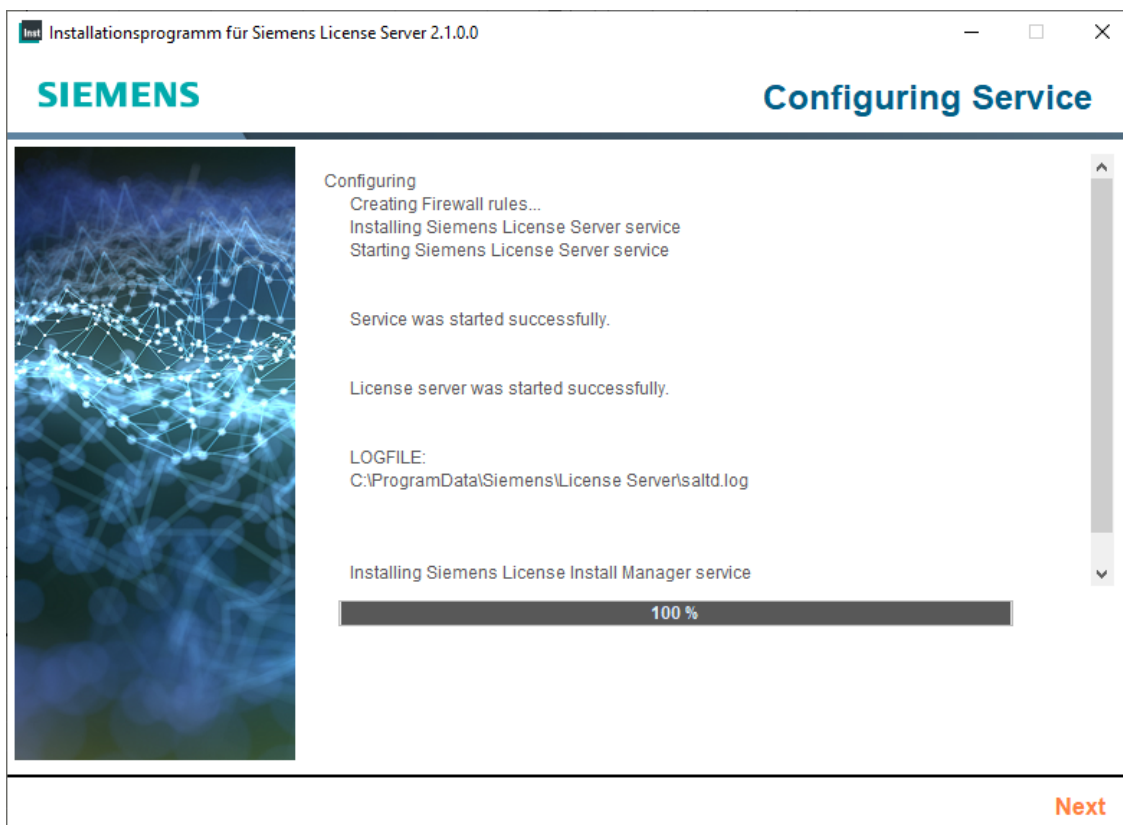 Inst Installationsprogramm für Siemens License Server 2.1.0.0
SIEMENS
Configuring Service
Configuring
Creating Firewall rules...
Installing Siemens License Server service
Starting Siemens License Server service
Service was started successfully.
License server was started successfully.
LOGFILE:
C:\ProgramData\Siemens\License Server\saltd.log
Installing Siemens License Install Manager service
100 %
Next